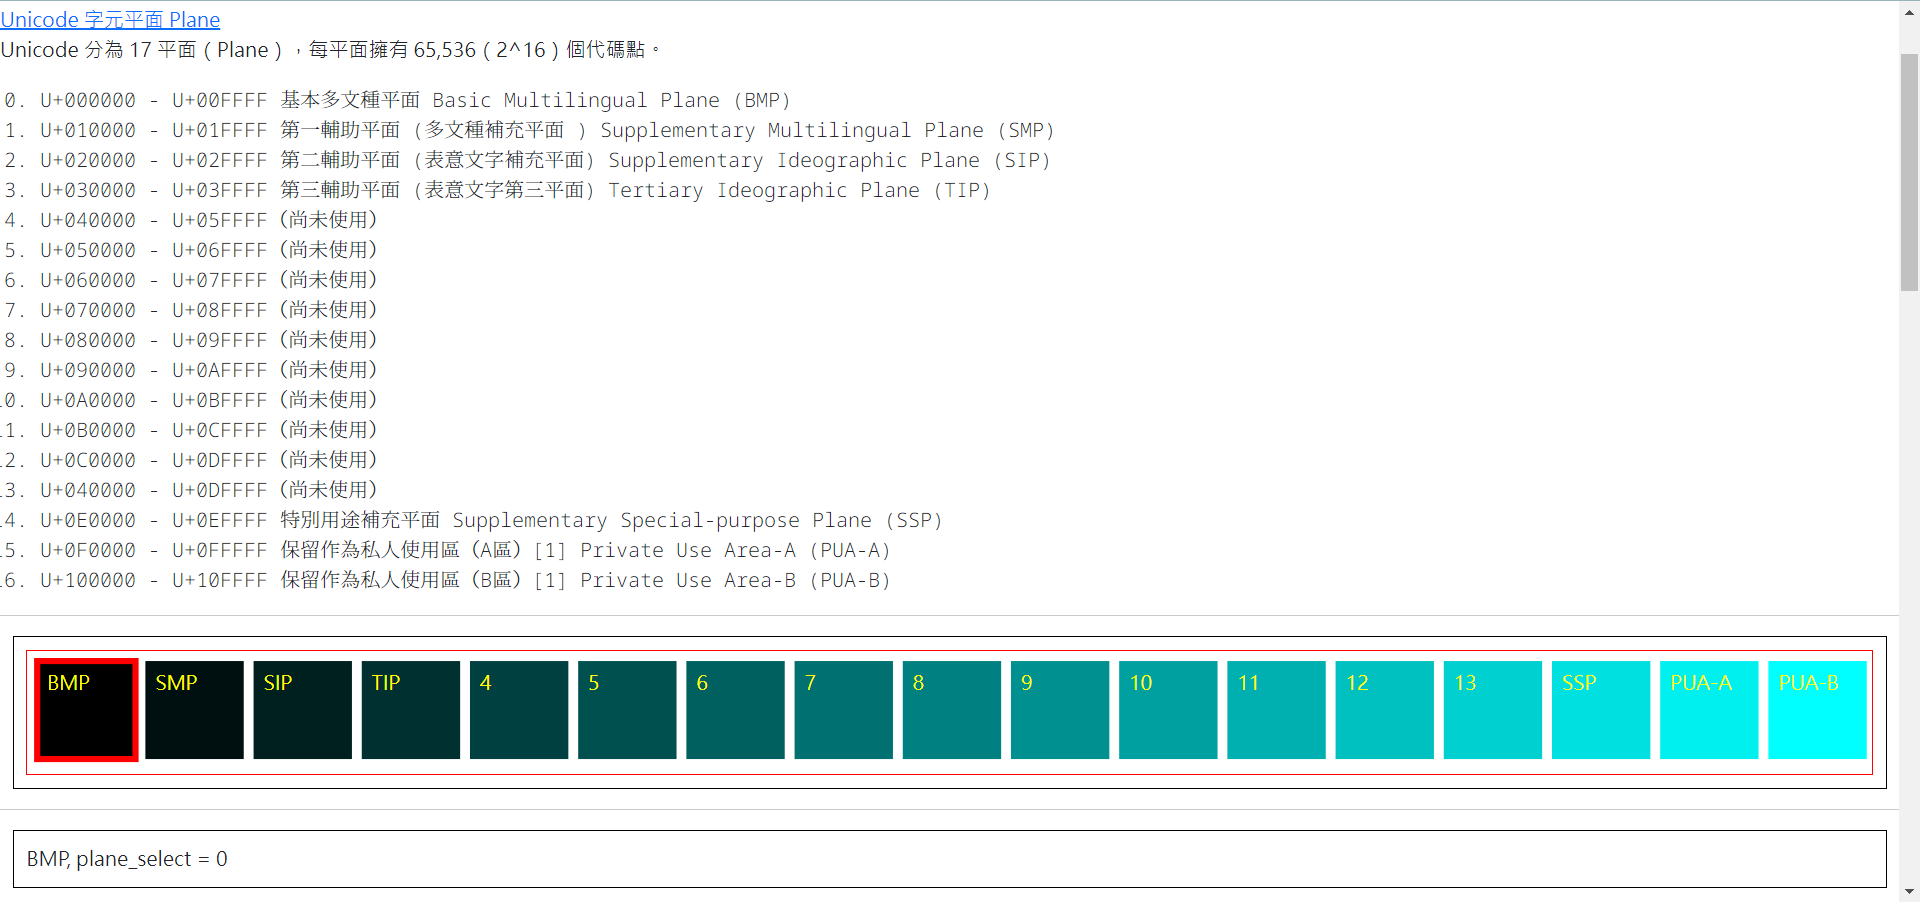 Unicode 字元平面 Plane
Unicode 分為 17 平面 ( Plane ) ，每平面擁有 65,536 ( 2^16 ) 個代碼點。
0. U+000000 - U+00FFFF 基本多文種平面 Basic Multilingual Plane (BMP)
1. U+010000 - U+01FFFF 第一輔助平面 (多文種補充平面 ) Supplementary Multilingual Plane (SMP)
2. U+020000 - U+02FFFF 第二輔助平面 (表意文字補充平面) Supplementary Ideographic Plane (SIP)
3. U+030000 - U+03FFFF 第三輔助平面 (表意文字第三平面) Tertiary Ideographic Plane (TIP)
4. U+040000 - U+05FFFF (尚未使用)
5. U+050000 - U+06FFFF (尚未使用)
6. U+060000 - U+07FFFF (尚未使用)
7. U+070000 - U+08FFFF (尚未使用)
8. U+080000 - U+09FFFF (尚未使用)
9. U+090000 - U+0AFFFF (尚未使用)
10. U+0A0000 - U+0BFFFF (尚未使用)
11. U+0B0000 - U+0CFFFF (尚未使用)
12. U+0C0000 - U+0DFFFF (尚未使用)
13. U+040000 - U+0DFFFF (尚未使用)
14. U+0E0000 - U+0EFFFF 特別用途補充平面 Supplementary Special-purpose Plane (SSP)
15. U+0F0000 - U+0FFFFF 保留作為私人使用區 (A區) [1] Private Use Area-A (PUA-A)
16. U+100000 - U+10FFFF 保留作為私人使用區 (B區) [1] Private Use Area-B (PUA-B)
BMP SMP SIP TIP 4 5 6 7 8 9 10 11 12 13 SSP PUA-A PUA-B
BMP, plane_select = 0